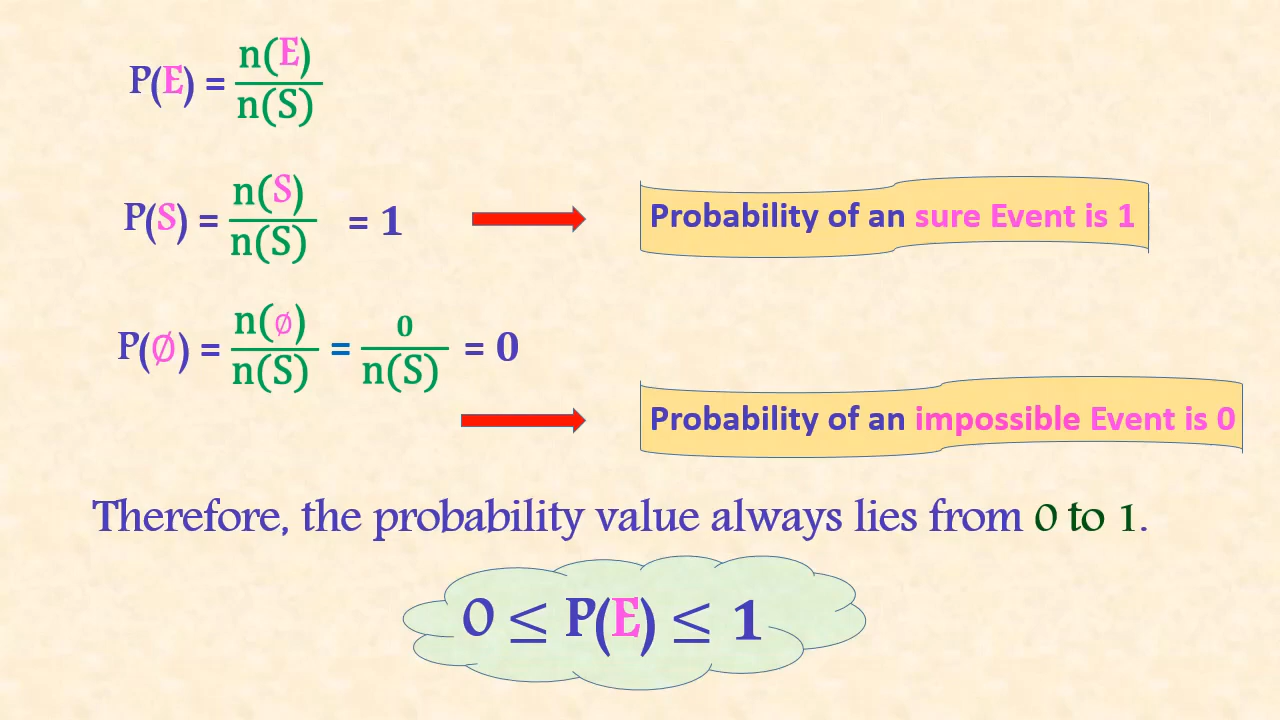 P(E) = n(E)/n(S)
P(S) = n(S)/n(S) = 1
Probability of an sure Event is 1
P(∅) = n(∅)/n(S) = 0/n(S) = 0
Probability of an impossible Event is 0
Therefore, the probability value always lies from 0 to 1.
0 ≤ P(E) ≤ 1